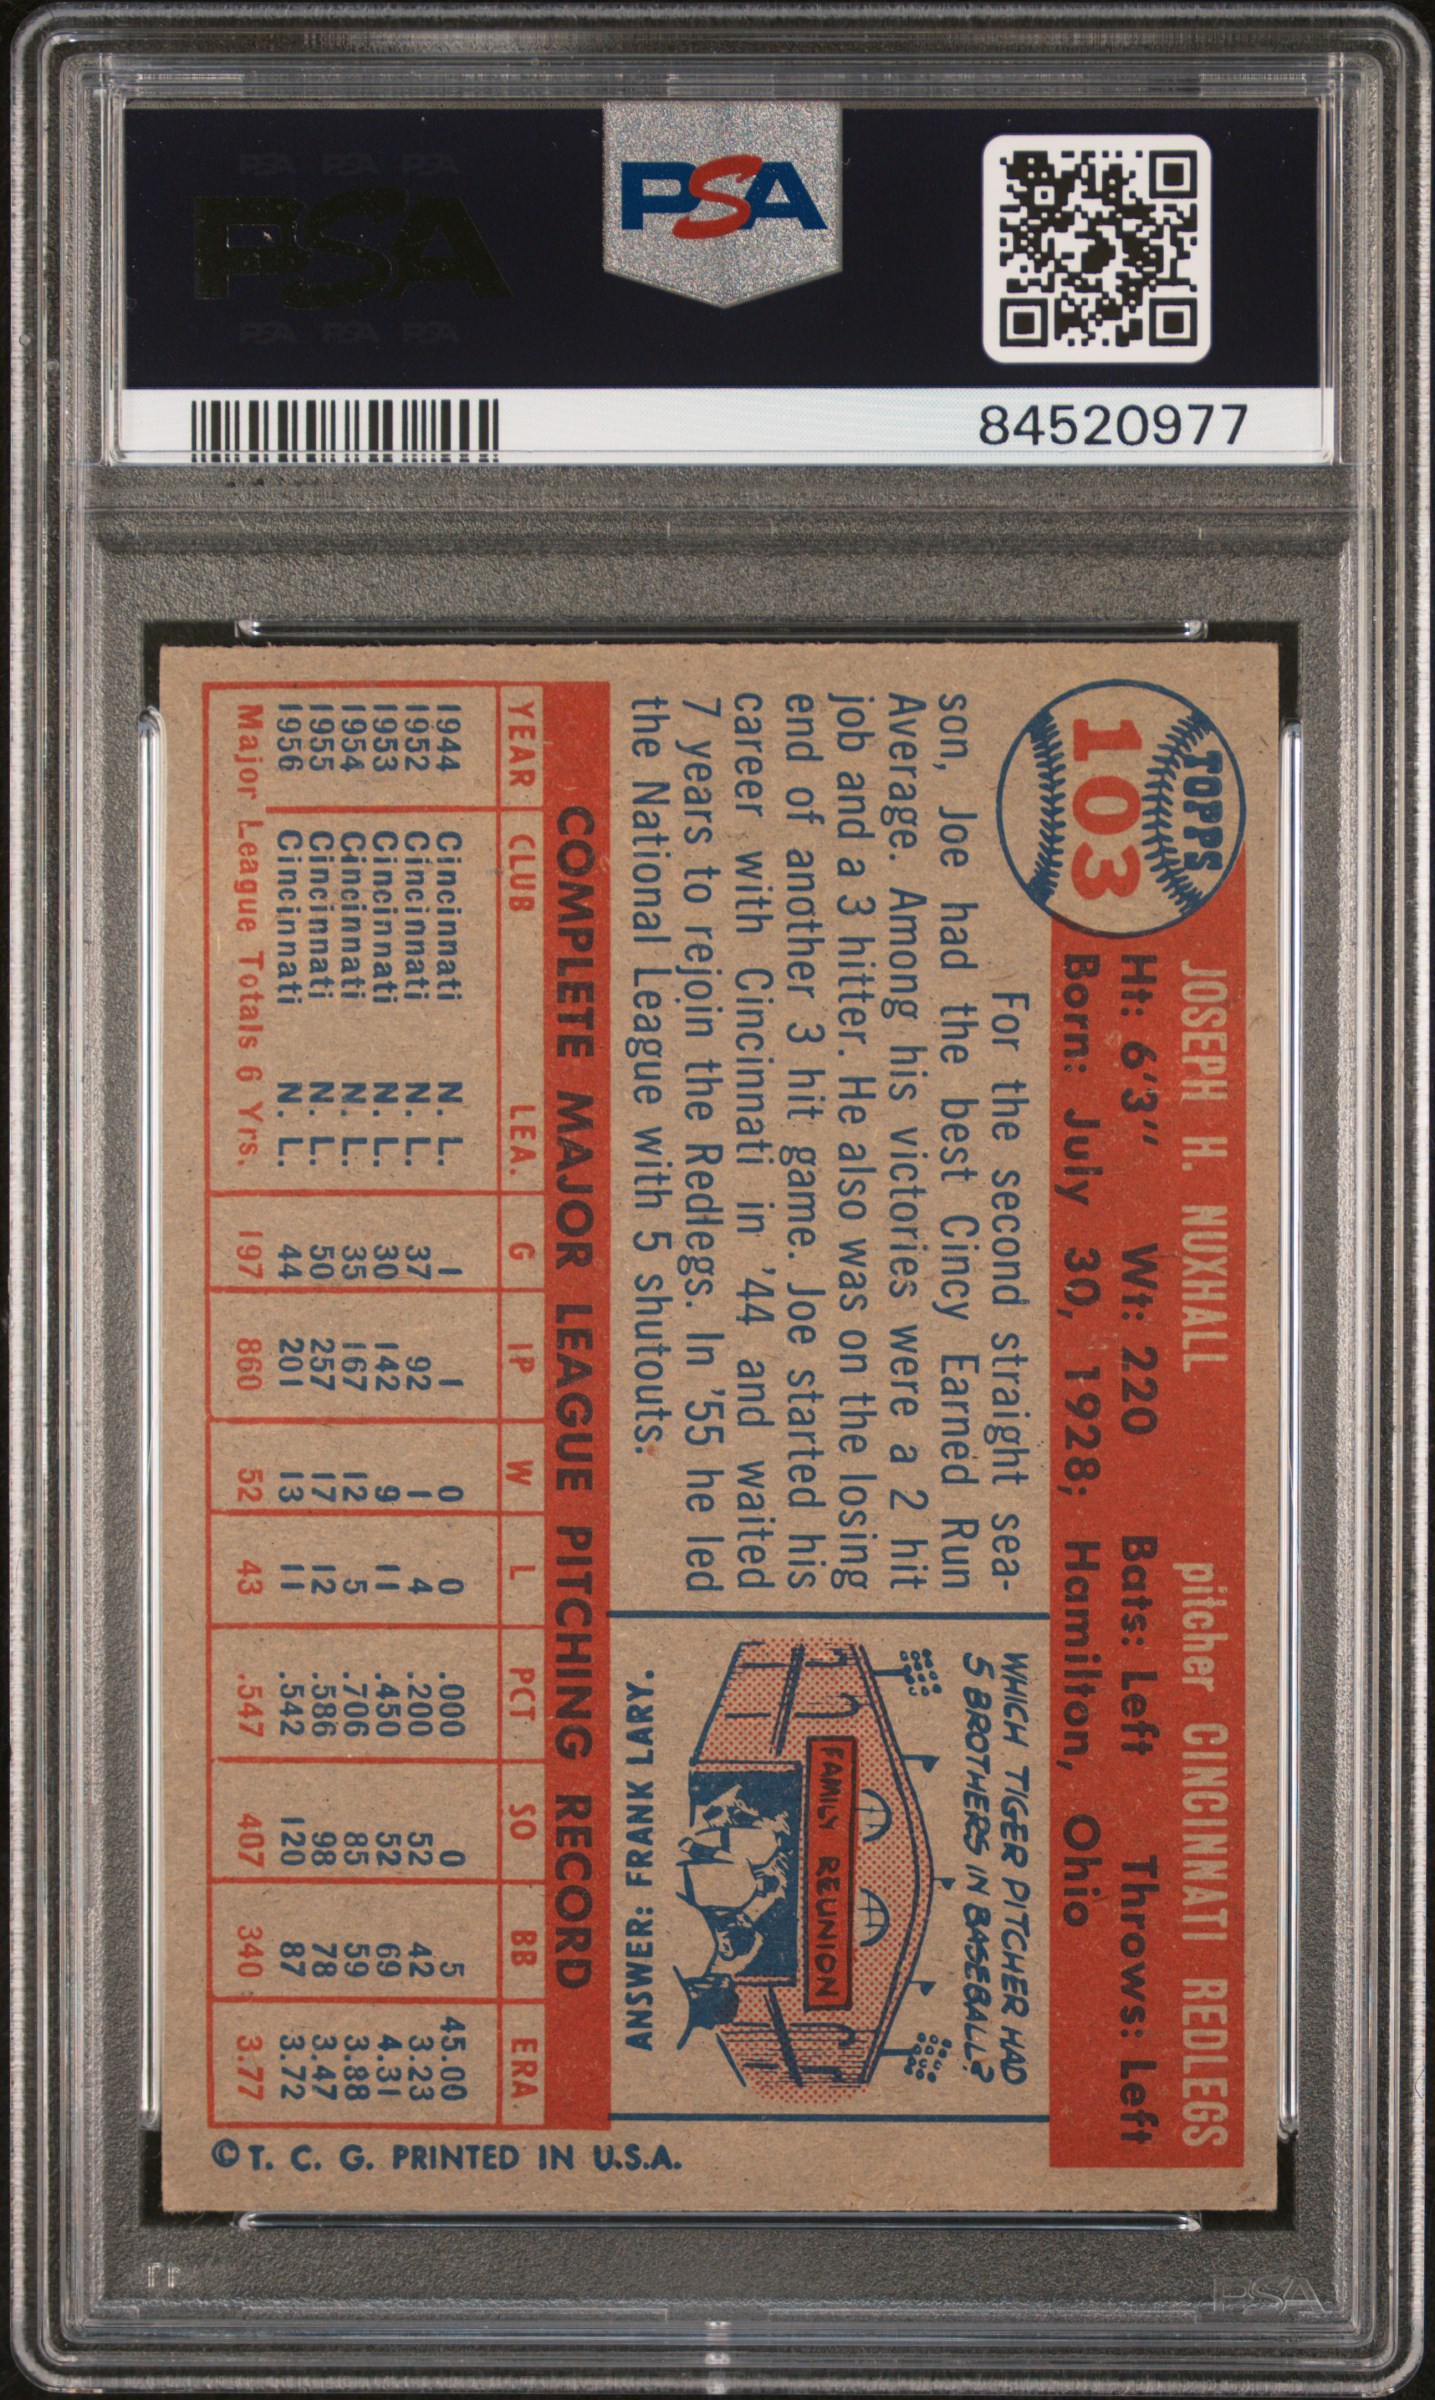 PSA PSA PSA
PSA
PSA PSA PSA
PSA
84520977
TOPPS
103
JOSEPH H. NUXHALL pitcher CINCINNATI REDLEGS
Ht: 6'3" Wt: 220 Bats: Left Throws: Left
Born: July 30, 1928; Hamilton, Ohio
For the second straight sea-
son, Joe had the best Cincy Earned Run
Average. Among his victories were a 2 hit
job and a 3 hitter. He also was on the losing
end of another 3 hit game. Joe started his
career with Cincinnati in '44 and waited
7 years to rejoin the Redlegs. In '55 he led
the National League with 5 shutouts.
WHICH TIGER PITCHER HAD
5 BROTHERS IN BASEBALL?
FAMILY REUNION
ANSWER: FRANK LARY.
COMPLETE MAJOR LEAGUE PITCHING RECORD
YEAR CLUB LEA. G IP W L PCT SO BB ERA
1944 Cincinnati N. L. 1 1 0 0 .000 0 5 45.00
1952 Cincinnati N. L. 37 92 1 4 .200 52 42 3.23
1953 Cincinnati N. L. 30 142 9 11 .450 52 69 4.31
1954 Cincinnati N. L. 35 167 12 5 .706 85 59 3.88
1955 Cincinnati N. L. 50 257 17 12 .586 98 78 3.47
1956 Cincinnati N. L. 44 201 13 11 .542 120 87 3.72
Major League Totals 6 Yrs. 197 860 52 43 .547 407 340 3.77
© T. C. G. PRINTED IN U.S.A.
PSA